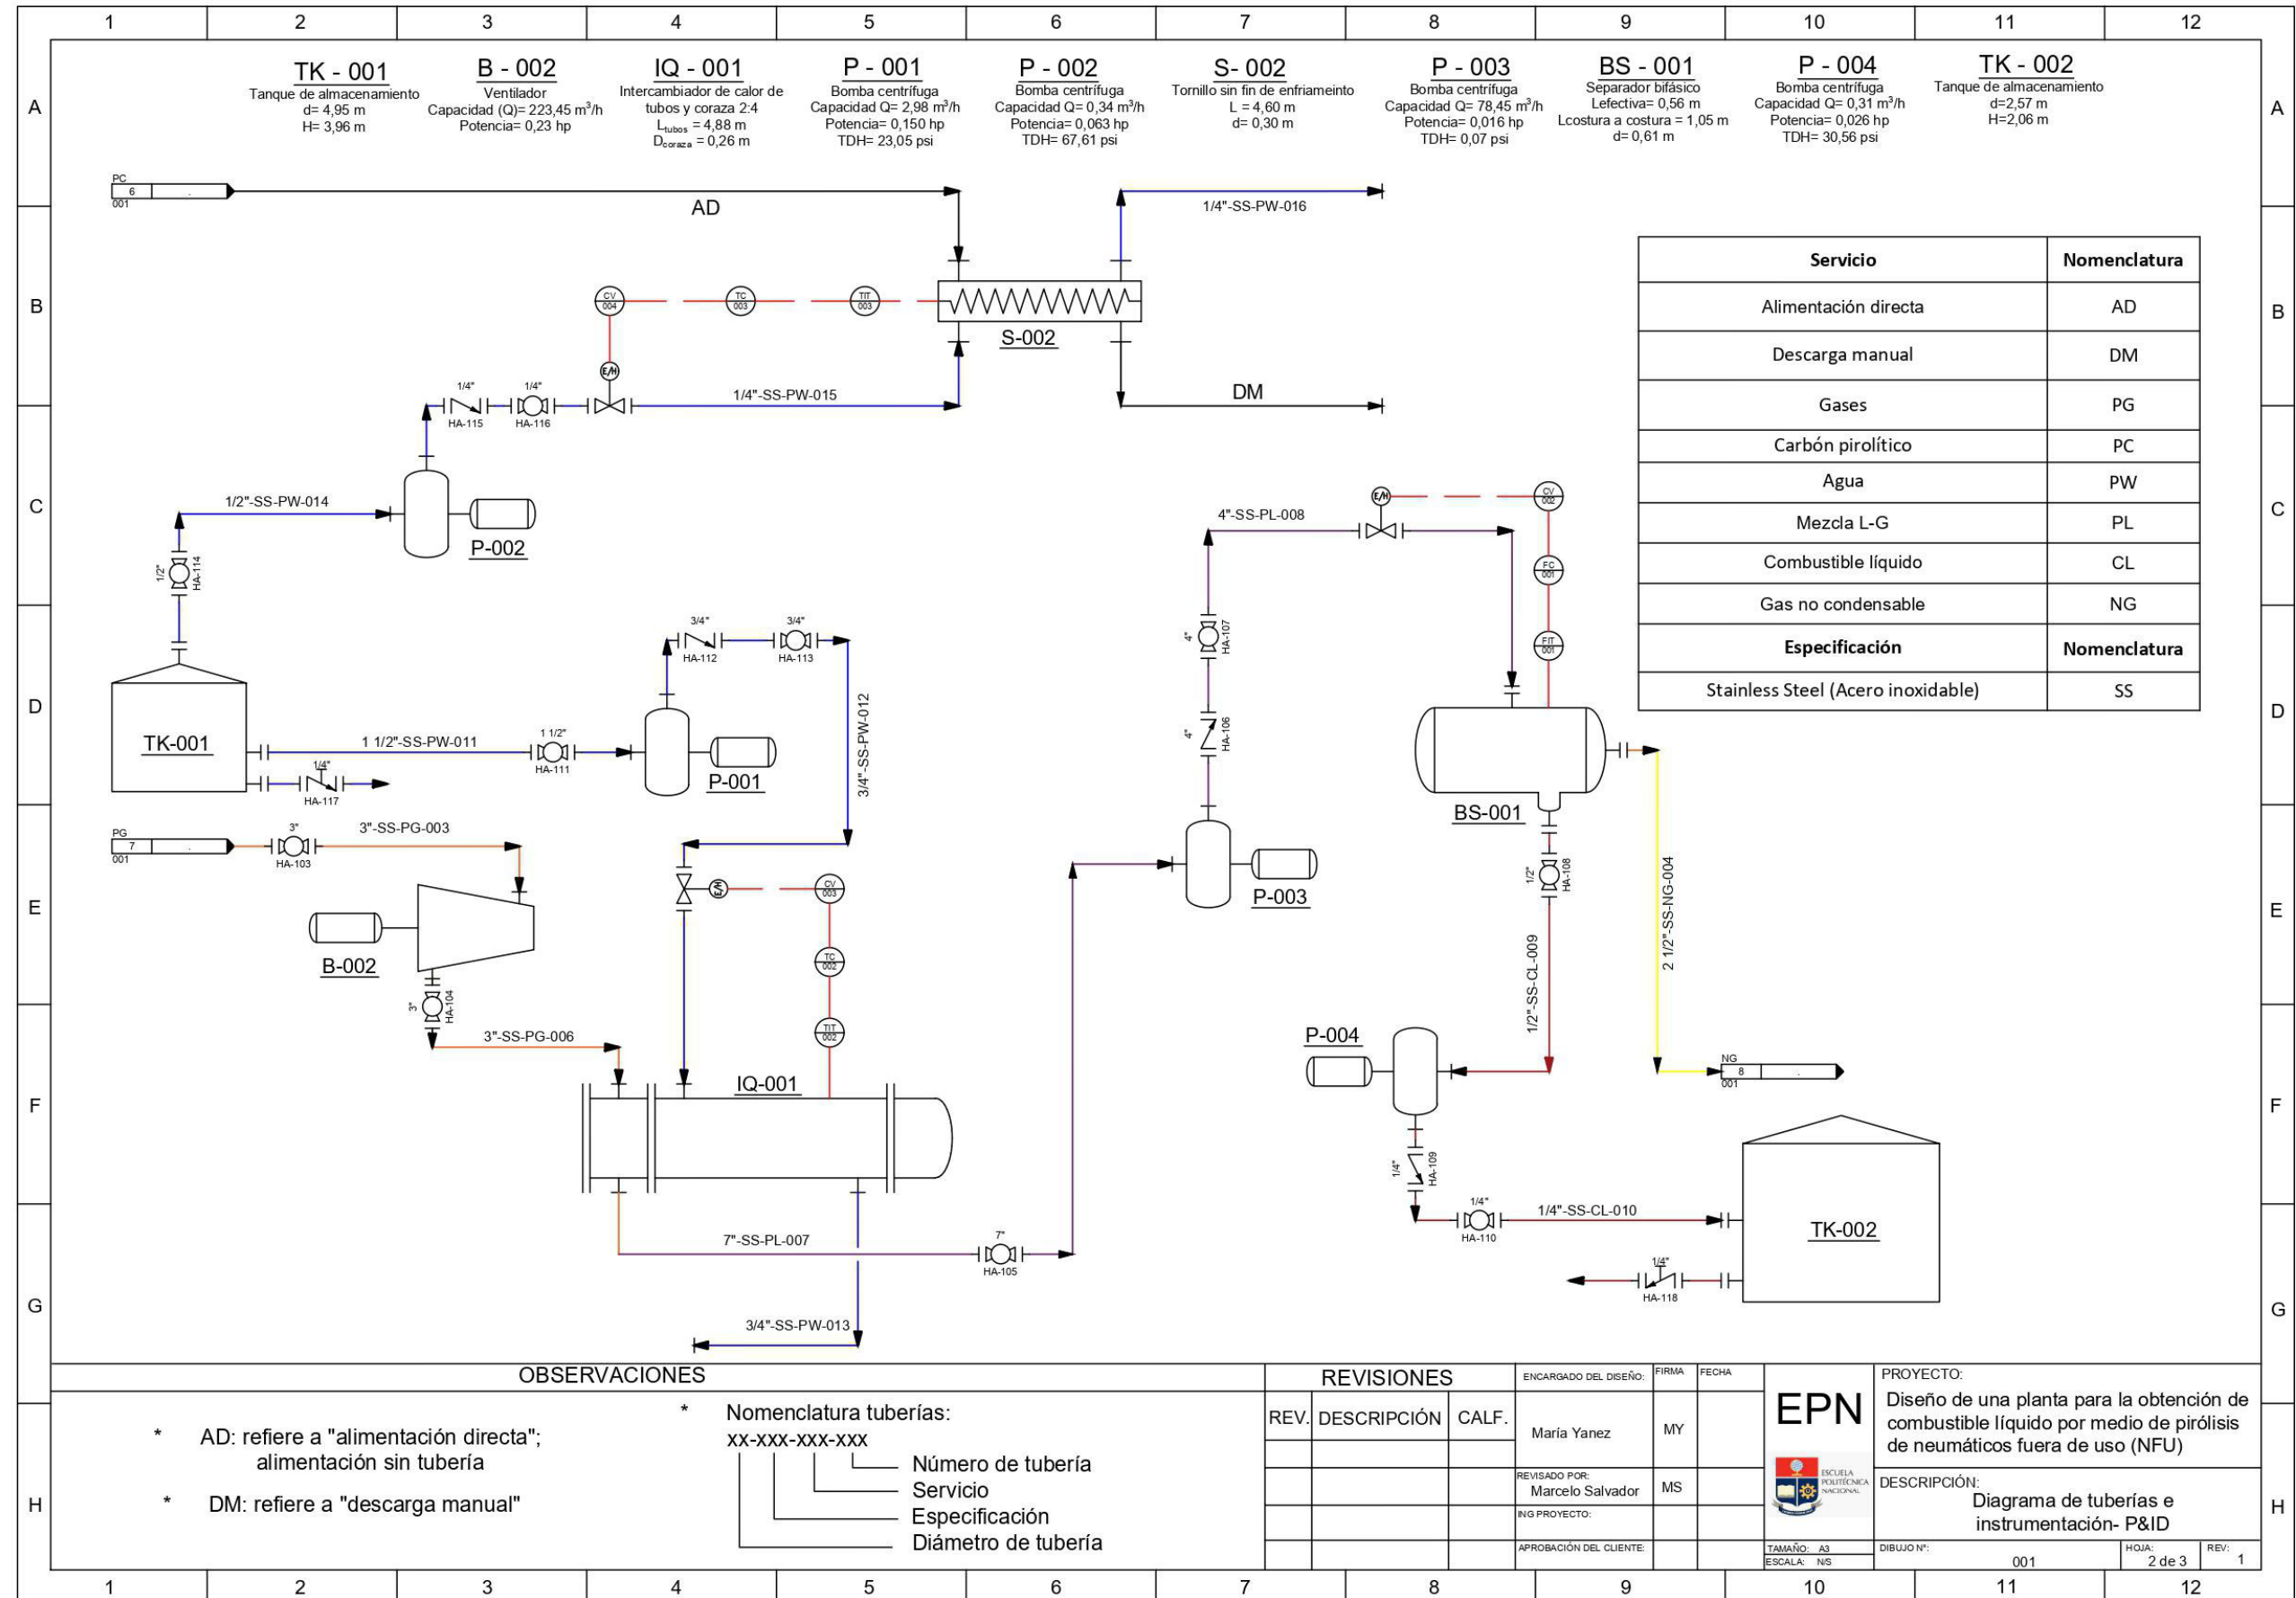 1 2 3 4 5 6 7 8 9 10 11 12
A A
B B
C C
D D
E E
F F
G G
H H
TK - 001
Tanque de almacenamiento
d= 4,95 m
H= 3,96 m
B - 002
Ventilador
Capacidad (Q)= 223,45 m³/h
Potencia= 0,23 hp
IQ - 001
Intercambiador de calor de
tubos y coraza 2:4
Ltubos = 4,88 m
Dcoraza = 0,26 m
P - 001
Bomba centrífuga
Capacidad Q= 2,98 m³/h
Potencia= 0,150 hp
TDH= 23,05 psi
P - 002
Bomba centrífuga
Capacidad Q= 0,34 m³/h
Potencia= 0,063 hp
TDH= 67,61 psi
S- 002
Tornillo sin fin de enfriameinto
L = 4,60 m
d= 0,30 m
P - 003
Bomba centrífuga
Capacidad Q= 78,45 m³/h
Potencia= 0,016 hp
TDH= 0,07 psi
BS - 001
Separador bifásico
Lefectiva= 0,56 m
Lcostura a costura = 1,05 m
d= 0,61 m
P - 004
Bomba centrífuga
Capacidad Q= 0,31 m³/h
Potencia= 0,026 hp
TDH= 30,56 psi
TK - 002
Tanque de almacenamiento
d=2,57 m
H=2,06 m
PC
6 .
001
AD
1/4"-SS-PW-016
CV
004
TC
003
TIT
003
S-002
E/H
1/4"
HA-115
1/4"
HA-116
1/4"-SS-PW-015
DM
1/2"-SS-PW-014
P-002
1/2"
HA-114
TK-001
1 1/2"-SS-PW-011
1 1/2"
HA-111
1/4"
HA-117
P-001
3/4"
HA-112
3/4"
HA-113
3/4"-SS-PW-012
PG
7 .
001
3"
HA-103
3"-SS-PG-003
B-002
3"
HA-104
3"-SS-PG-006
E/H
CV
003
TC
002
TIT
002
IQ-001
7"-SS-PL-007
7"
HA-105
3/4"-SS-PW-013
P-003
4"
HA-106
4"
HA-107
4"-SS-PL-008
E/H
CV
002
FC
001
FIT
001
BS-001
1/2"
HA-108
1/2"-SS-CL-009
2 1/2"-SS-NG-004
NG
8 .
001
P-004
1/4"
HA-109
1/4"
HA-110
1/4"-SS-CL-010
TK-002
1/4"
HA-118
Servicio Nomenclatura
Alimentación directa AD
Descarga manual DM
Gases PG
Carbón pirolítico PC
Agua PW
Mezcla L-G PL
Combustible líquido CL
Gas no condensable NG
Especificación Nomenclatura
Stainless Steel (Acero inoxidable) SS
OBSERVACIONES
* AD: refiere a "alimentación directa";
alimentación sin tubería
* DM: refiere a "descarga manual"
* Nomenclatura tuberías:
xx-xxx-xxx-xxx
Número de tubería
Servicio
Especificación
Diámetro de tubería
REVISIONES
REV. DESCRIPCIÓN CALF.
ENCARGADO DEL DISEÑO: FIRMA FECHA
María Yanez MY
REVISADO POR:
Marcelo Salvador MS
ING PROYECTO:
APROBACIÓN DEL CLIENTE:
EPN
ESCUELA
POLITÉCNICA
NACIONAL
TAMAÑO: A3
ESCALA: N/S
PROYECTO:
Diseño de una planta para la obtención de
combustible líquido por medio de pirólisis
de neumáticos fuera de uso (NFU)
DESCRIPCIÓN:
Diagrama de tuberías e
instrumentación- P&ID
DIBUJO N°:
001
HOJA:
2 de 3
REV:
1
1 2 3 4 5 6 7 8 9 10 11 12